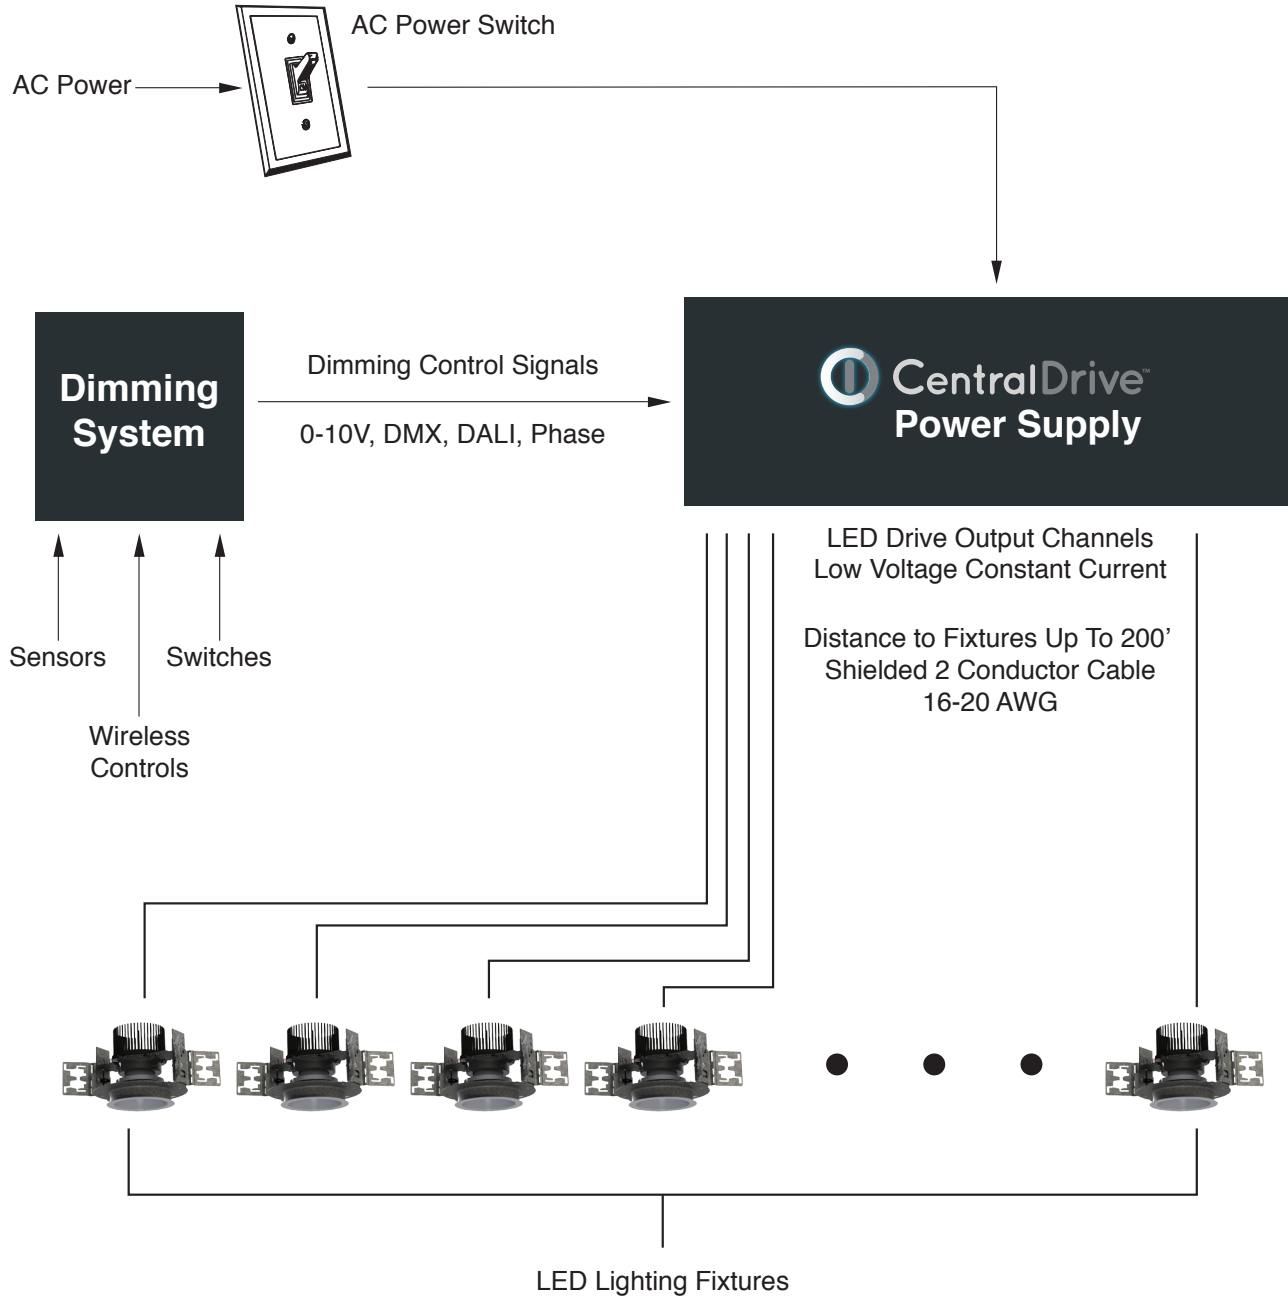 AC Power Switch
AC Power
Dimming
System
Dimming Control Signals
0-10V, DMX, DALI, Phase
CentralDrive™
Power Supply
Sensors
Switches
Wireless
Controls
LED Drive Output Channels
Low Voltage Constant Current
Distance to Fixtures Up To 200’
Shielded 2 Conductor Cable
16-20 AWG
LED Lighting Fixtures